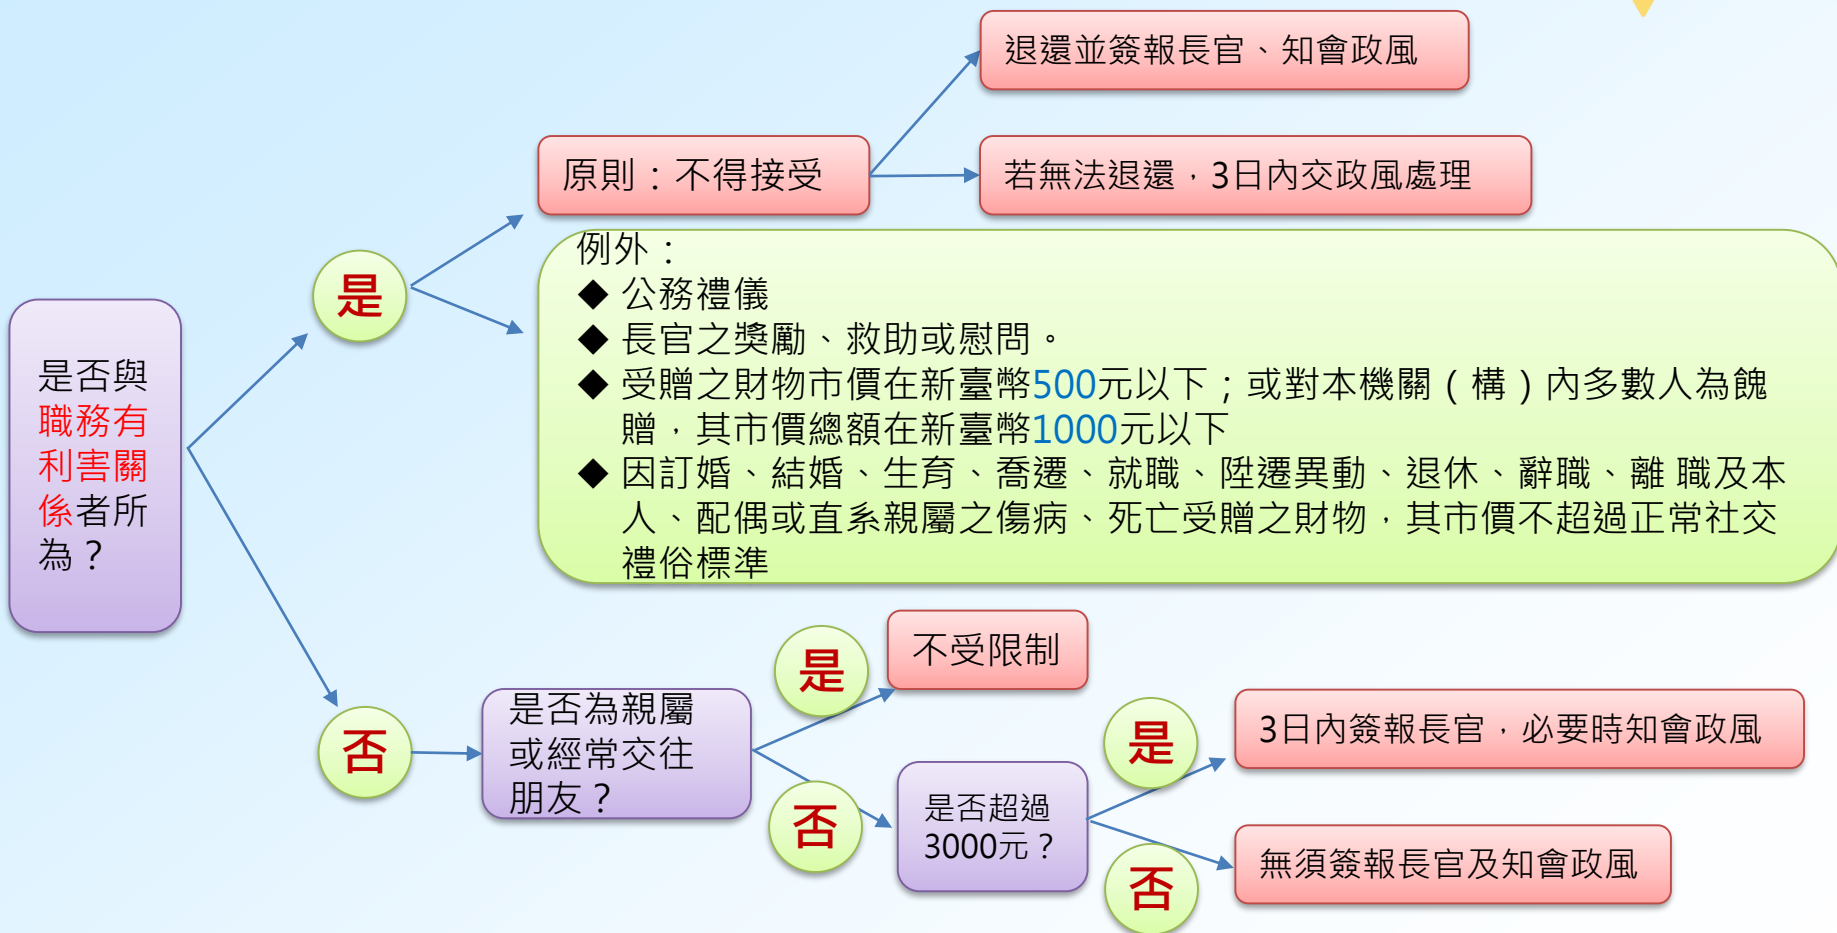 退還並簽報長官、知會政風
原則：不得接受
若無法退還，3日內交政風處理
是
例外：
◆ 公務禮儀
◆ 長官之獎勵、救助或慰問。
◆ 受贈之財物市價在新臺幣500元以下；或對本機關（構）內多數人為餽
贈，其市價總額在新臺幣1000元以下
◆ 因訂婚、結婚、生育、喬遷、就職、陞遷異動、退休、辭職、離 職及本
人、配偶或直系親屬之傷病、死亡受贈之財物，其市價不超過正常社交
禮俗標準
是否與
職務有
利害關
係者所
為？
否
是否為親屬
或經常交往
朋友？
是
不受限制
否
是否超過
3000元？
是
3日內簽報長官，必要時知會政風
否
無須簽報長官及知會政風